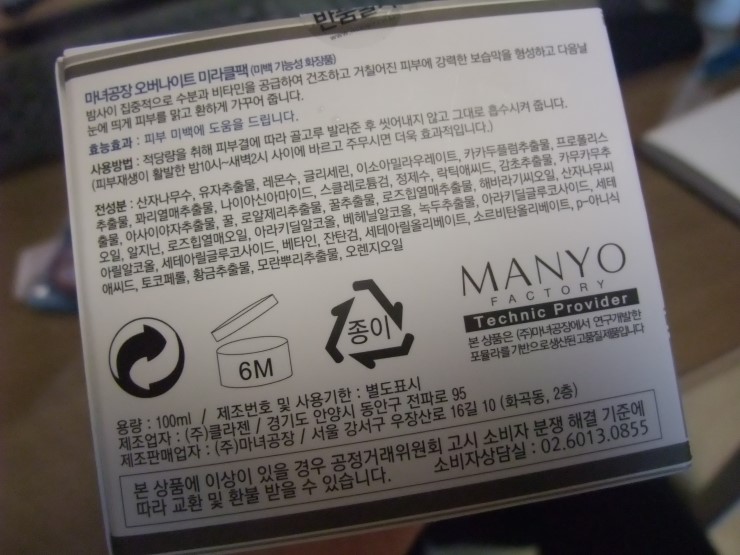 마녀공장 오버나이트 미라클팩 (미백 기능성 화장품)
밤사이 집중적으로 수분과 비타민을 공급하여 건조하고 거칠어진 피부에 강력한 보습막을 형성하고 다음날
눈에 띄게 피부를 맑고 환하게 가꾸어 줍니다.
효능효과 : 피부 미백에 도움을 드립니다.
사용방법 : 적당량을 취해 피부결에 따라 골고루 발라준 후 씻어내지 않고 그대로 흡수시켜 줍니다.
(피부재생이 활발한 밤10시~새벽2시 사이에 바르고 주무시면 더욱 효과적입니다.)
전성분 : 산자나무수, 유자추출물, 레몬수, 글리세린, 이소아밀라우레이트, 카카두플럼추출물, 프로폴리스
추출물, 꽈리열매추출물, 나이아신아마이드, 스클레로튬검, 정제수, 락틱애씨드, 감초추출물, 카무카무추
출물, 아사이야자추출물, 꿀, 로얄제리추출물, 꿀추출물, 로즈힙열매추출물, 해바라기씨오일, 산자나무씨
오일, 알지닌, 로즈힙열매오일, 아라키딜알코올, 베헤닐알코올, 녹두추출물, 아라키딜글루코사이드, 세테
아릴알코올, 세테아릴글루코사이드, 베타인, 잔탄검, 세테아릴올리베이트, 소르비탄올리베이트, p-아니식
애씨드, 토코페롤, 황금추출물, 모란뿌리추출물, 오렌지오일
6M
종이
MANYO
FACTORY
Technic Provider
본 상품은 (주)마녀공장에서 연구개발한
포뮬러를 기반으로 생산된 고품질 제품입니다
용량 : 100ml / 제조번호 및 사용기한 : 별도표시
제조업자 : (주)클라젠 / 경기도 안양시 동안구 전파로 95
제조판매업자 : (주)마녀공장 / 서울 강서구 우장산로 16길 10 (화곡동, 2층)
본 상품에 이상이 있을 경우 공정거래위원회 고시 소비자 분쟁 해결 기준에
따라 교환 및 환불 받을 수 있습니다. 소비자상담실 : 02.6013.0855